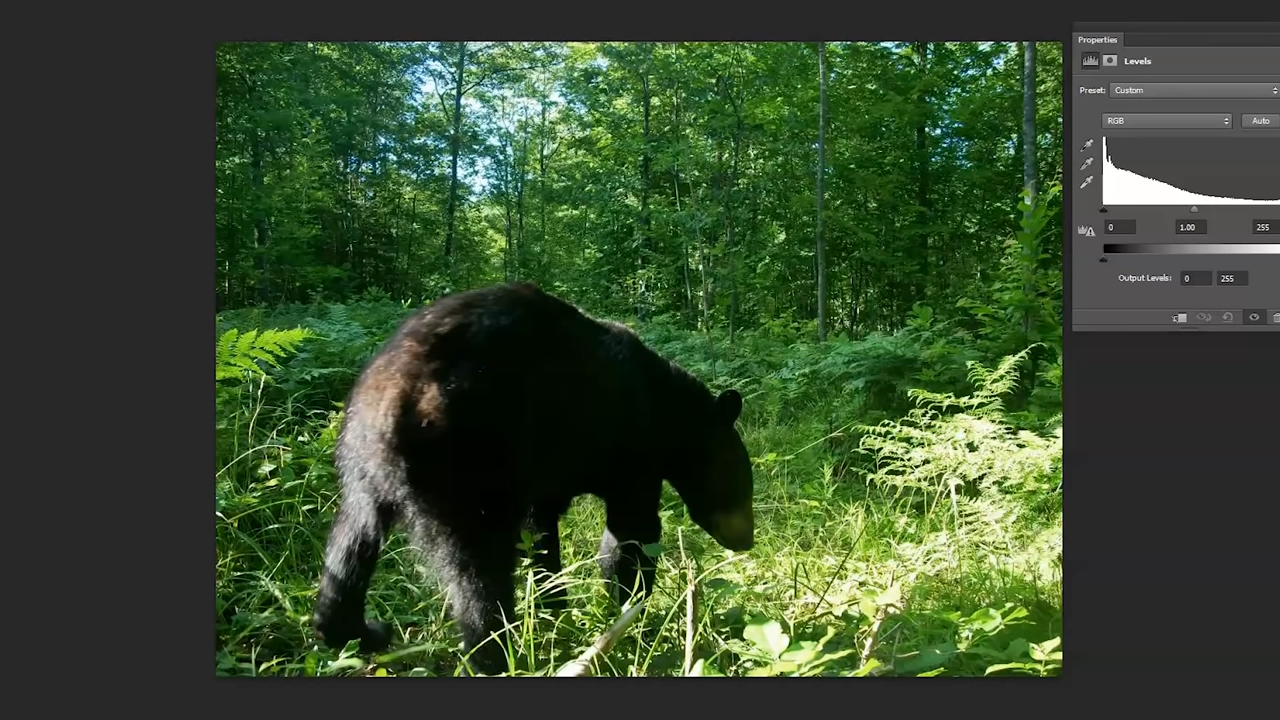 Properties
Levels
Preset: Custom
RGB Auto
0 1.00 255
Output Levels: 0 255